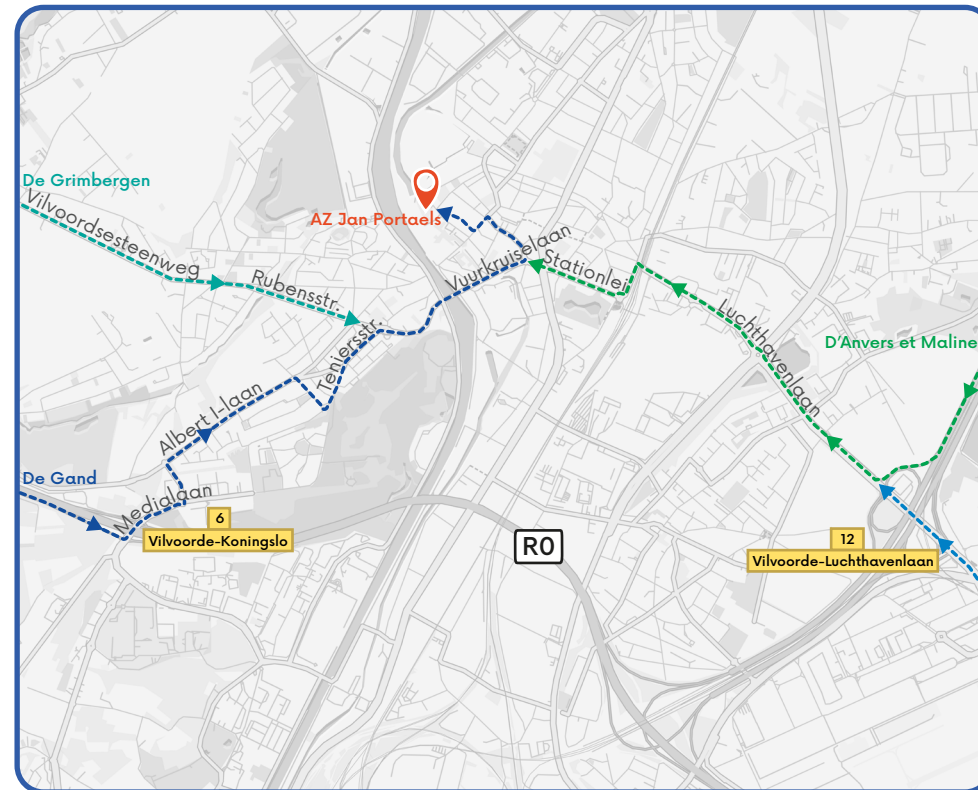 De Grimbergen
Vilvoordsesteenweg
AZ Jan Portaels
Vuurkruiselaan
Stationlei
Rubensstr.
Luchthavenlaan
Teniersstr.
D'Anvers et Maline
Albert I-laan
De Gand
Medialaan
6
Vilvoorde-Koningslo
R0
12
Vilvoorde-Luchthavenlaan